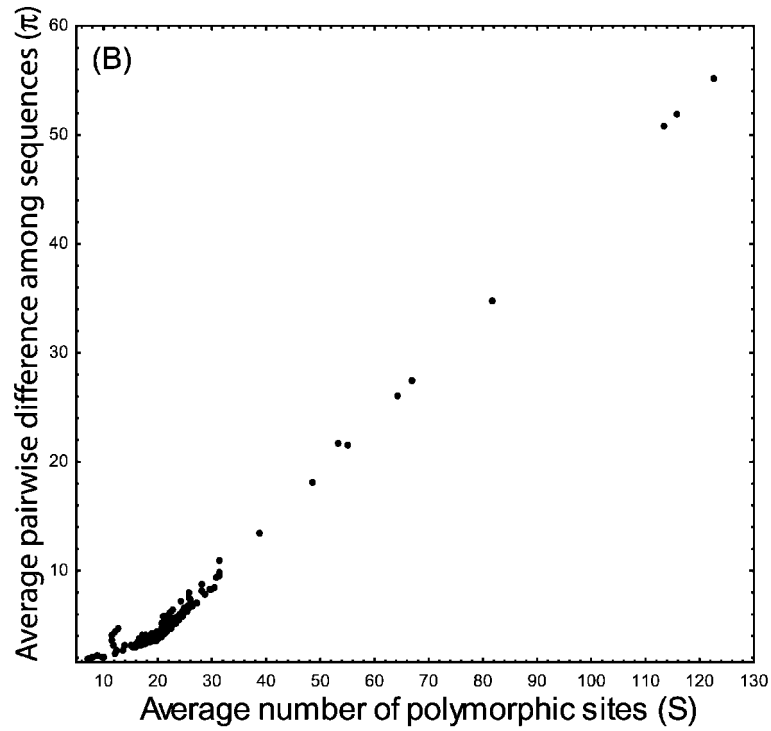 (B)
Average pairwise difference among sequences (π)
60
50
40
30
20
10
10 20 30 40 50 60 70 80 90 100 110 120 130
Average number of polymorphic sites (S)